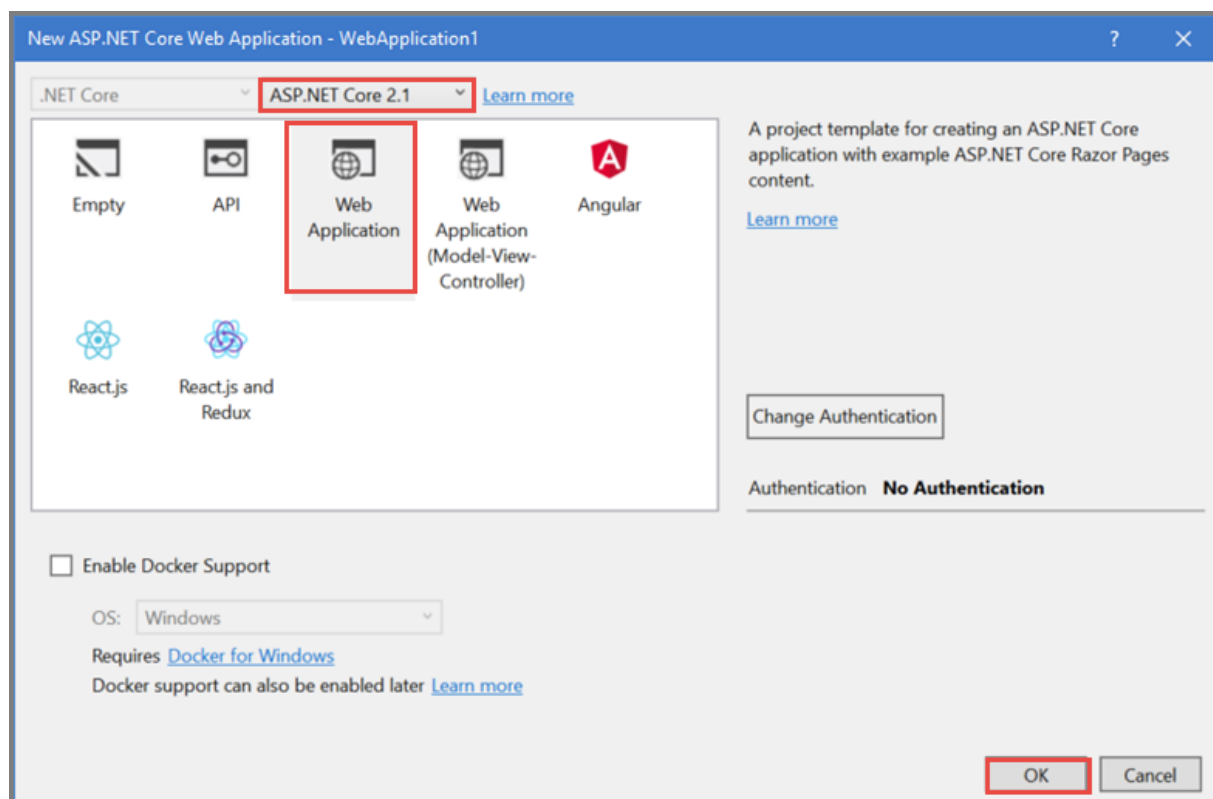 New ASP.NET Core Web Application - WebApplication1
? ×
.NET Core
ASP.NET Core 2.1
Learn more
Empty
API
Web
Application
Web
Application
(Model-View-
Controller)
Angular
React.js
React.js and
Redux
A project template for creating an ASP.NET Core
application with example ASP.NET Core Razor Pages
content.
Learn more
Change Authentication
Authentication No Authentication
Enable Docker Support
OS: Windows
Requires Docker for Windows
Docker support can also be enabled later Learn more
OK
Cancel